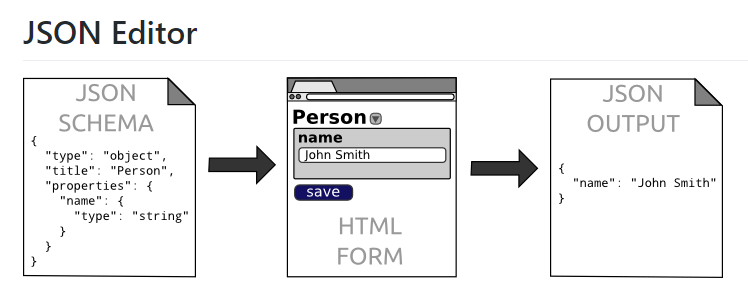 JSON Editor
JSON
SCHEMA
{
  "type": "object",
  "title": "Person",
  "properties": {
    "name": {
      "type": "string"
    }
  }
}
Person
name
John Smith
save
HTML
FORM
JSON
OUTPUT
{
  "name": "John Smith"
}